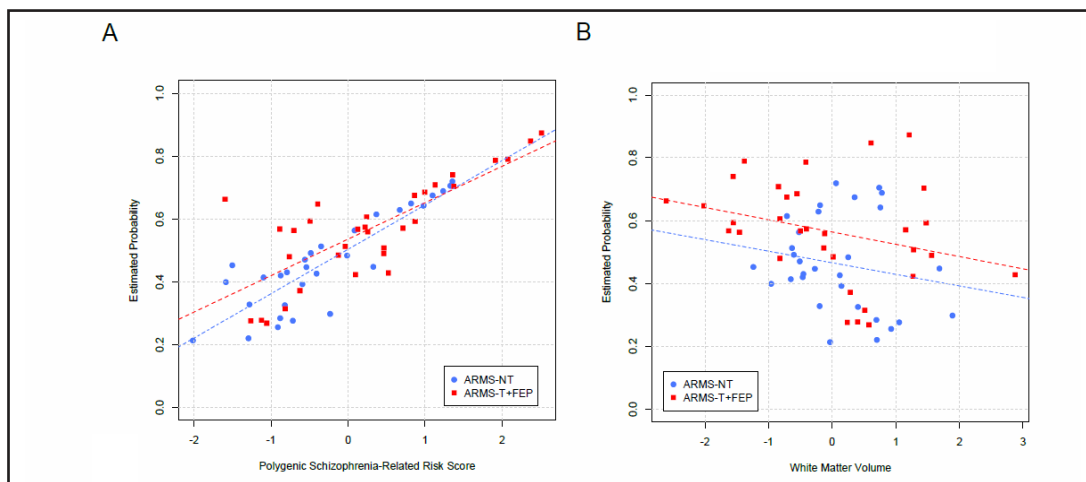 A
Estimated Probability
1.0
0.8
0.6
0.4
0.2
0.0
ARMS-NT
ARMS-T+FEP
-2 -1 0 1 2
Polygenic Schizophrenia-Related Risk Score
B
Estimated Probability
1.0
0.8
0.6
0.4
0.2
0.0
ARMS-NT
ARMS-T+FEP
-2 -1 0 1 2 3
White Matter Volume